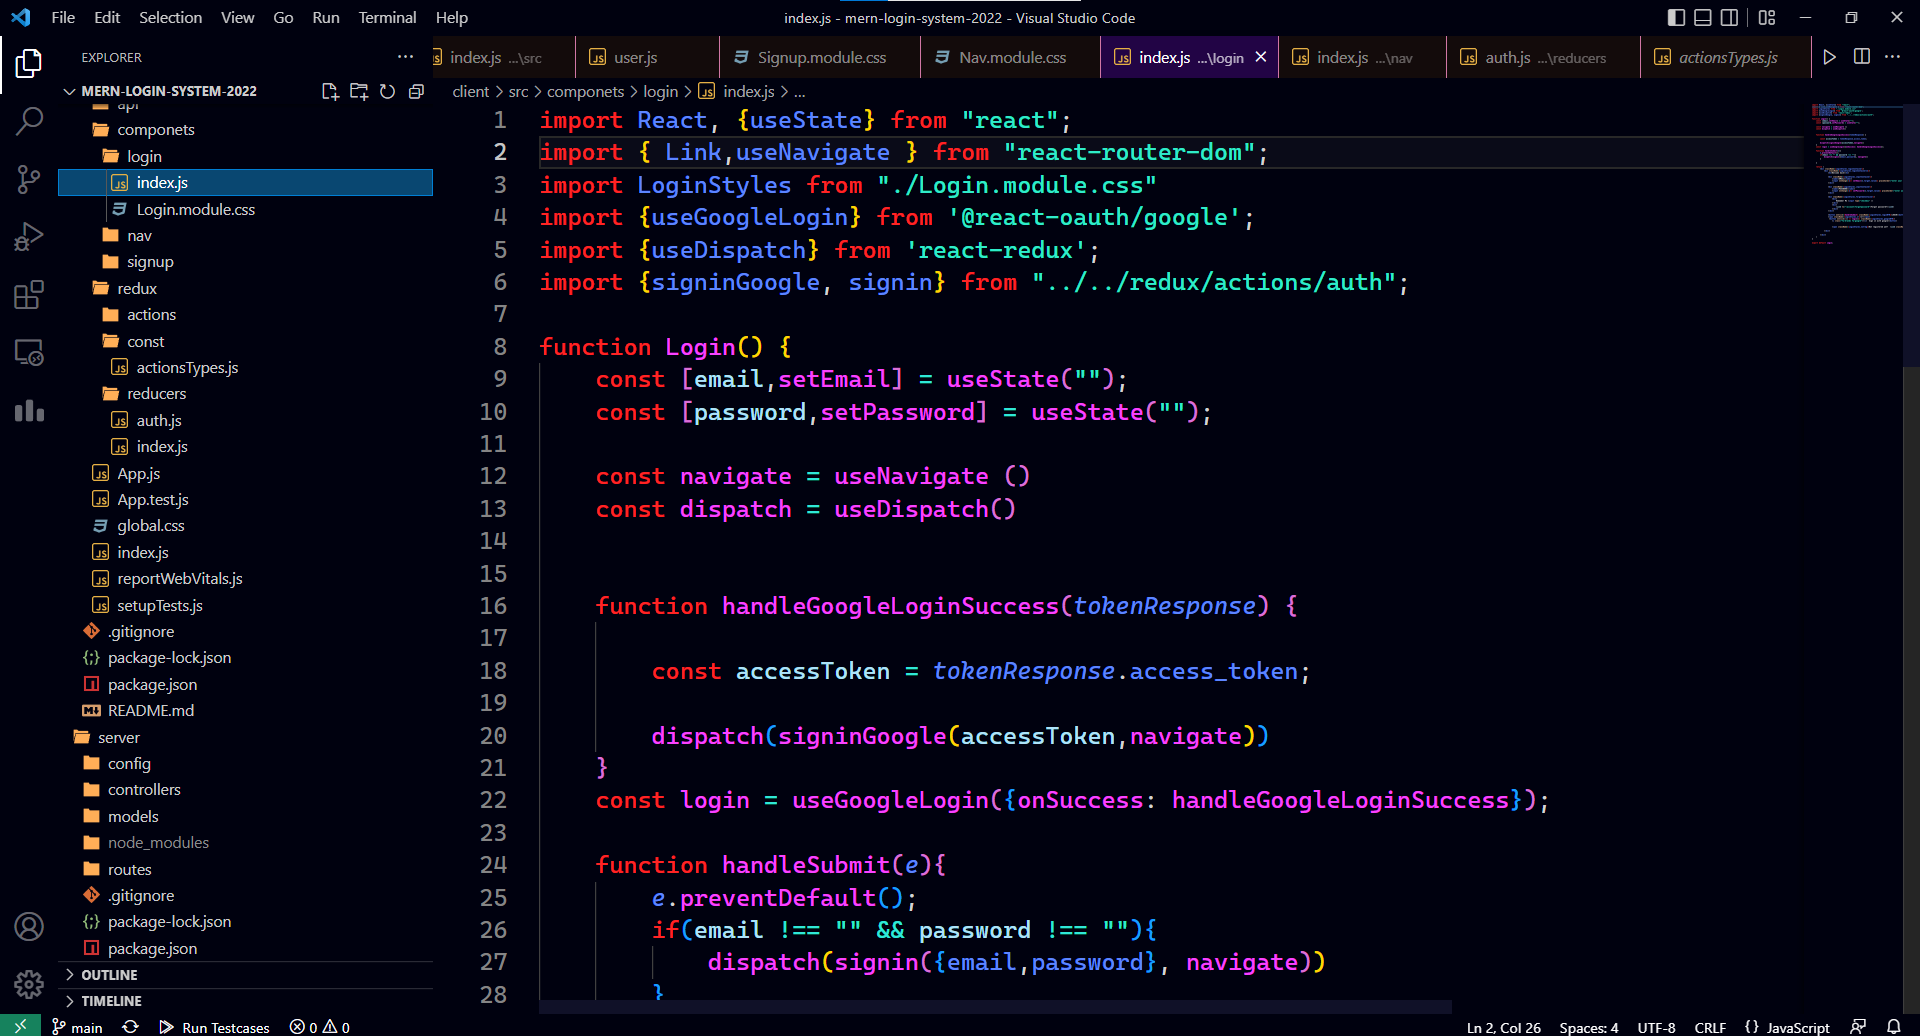 File Edit Selection View Go Run Terminal Help
index.js - mern-login-system-2022 - Visual Studio Code
EXPLORER
index.js ...\src
user.js
Signup.module.css
Nav.module.css
index.js ...\login
index.js ...\nav
auth.js ...\reducers
actionsTypes.js
MERN-LOGIN-SYSTEM-2022
client > src > componets > login > index.js > ...
api
componets
login
index.js
Login.module.css
nav
signup
redux
actions
const
actionsTypes.js
reducers
auth.js
index.js
App.js
App.test.js
global.css
index.js
reportWebVitals.js
setupTests.js
.gitignore
package-lock.json
package.json
README.md
server
config
controllers
models
node_modules
routes
.gitignore
package-lock.json
package.json
OUTLINE
TIMELINE
1 import React, {useState} from "react";
2 import { Link,useNavigate } from "react-router-dom";
3 import LoginStyles from "./Login.module.css"
4 import {useGoogleLogin} from '@react-oauth/google';
5 import {useDispatch} from 'react-redux';
6 import {signinGoogle, signin} from "../../redux/actions/auth";
7
8 function Login() {
9 const [email,setEmail] = useState("");
10 const [password,setPassword] = useState("");
11
12 const navigate = useNavigate ()
13 const dispatch = useDispatch()
14
15
16 function handleGoogleLoginSuccess(tokenResponse) {
17
18 const accessToken = tokenResponse.access_token;
19
20 dispatch(signinGoogle(accessToken,navigate))
21 }
22 const login = useGoogleLogin({onSuccess: handleGoogleLoginSuccess});
23
24 function handleSubmit(e){
25 e.preventDefault();
26 if(email !== "" && password !== ""){
27 dispatch(signin({email,password}, navigate))
28 }
main Run Testcases 0 0
Ln 2, Col 26 Spaces: 4 UTF-8 CRLF {} JavaScript